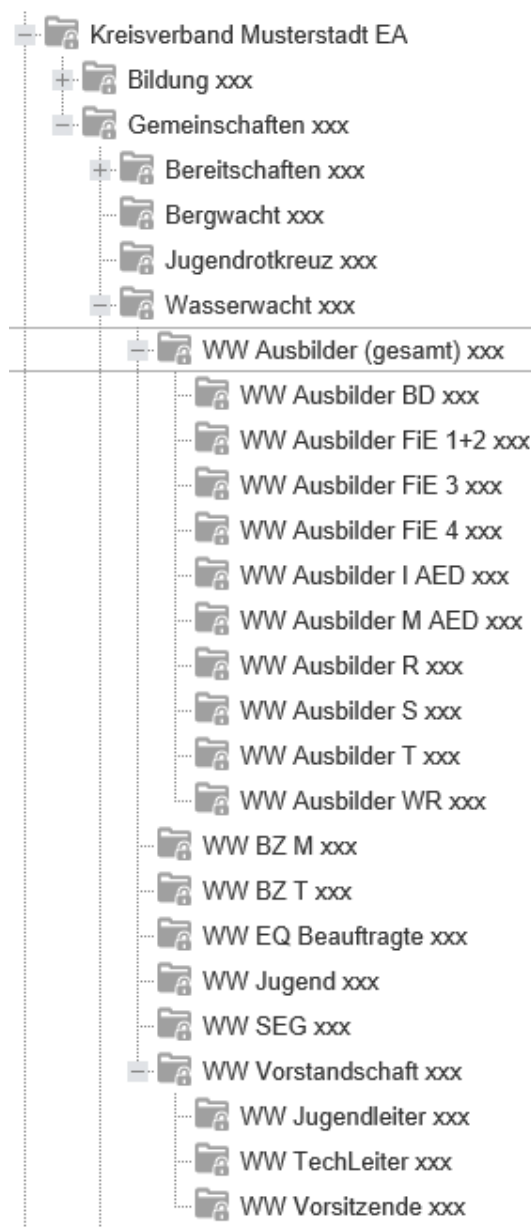 Kreisverband Musterstadt EA
Bildung xxx
Gemeinschaften xxx
Bereitschaften xxx
Bergwacht xxx
Jugendrotkreuz xxx
Wasserwacht xxx
WW Ausbilder (gesamt) xxx
WW Ausbilder BD xxx
WW Ausbilder FiE 1+2 xxx
WW Ausbilder FiE 3 xxx
WW Ausbilder FiE 4 xxx
WW Ausbilder I AED xxx
WW Ausbilder M AED xxx
WW Ausbilder R xxx
WW Ausbilder S xxx
WW Ausbilder T xxx
WW Ausbilder WR xxx
WW BZ M xxx
WW BZ T xxx
WW EQ Beauftragte xxx
WW Jugend xxx
WW SEG xxx
WW Vorstandschaft xxx
WW Jugendleiter xxx
WW TechLeiter xxx
WW Vorsitzende xxx